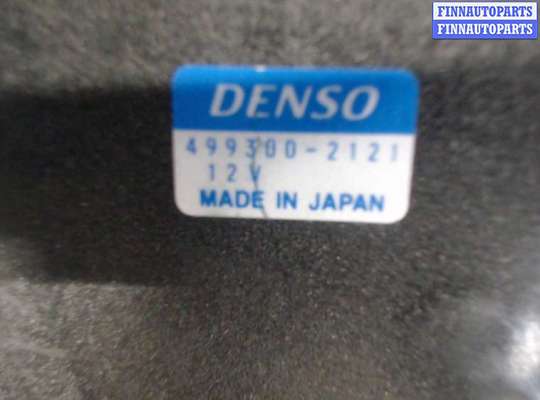 FINNAUTOPARTS
FINNAUTOPARTS
DENSO
499300-2121
12V
MADE IN JAPAN